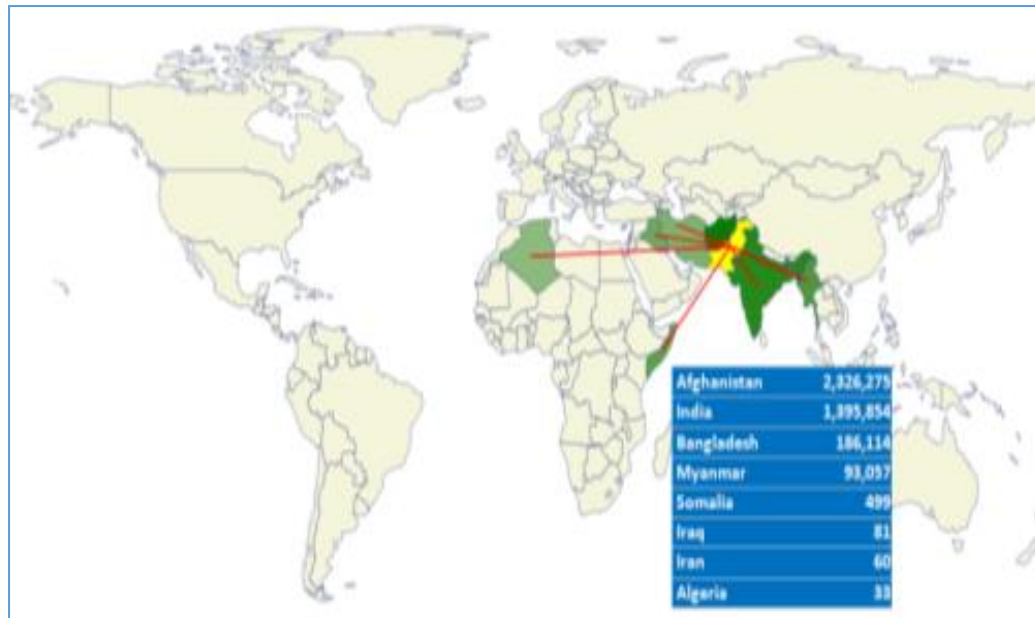 Afghanistan 2,326,275
India 1,395,854
Bangladesh 186,114
Myanmar 93,057
Somalia 499
Iraq 81
Iran 60
Algeria 33